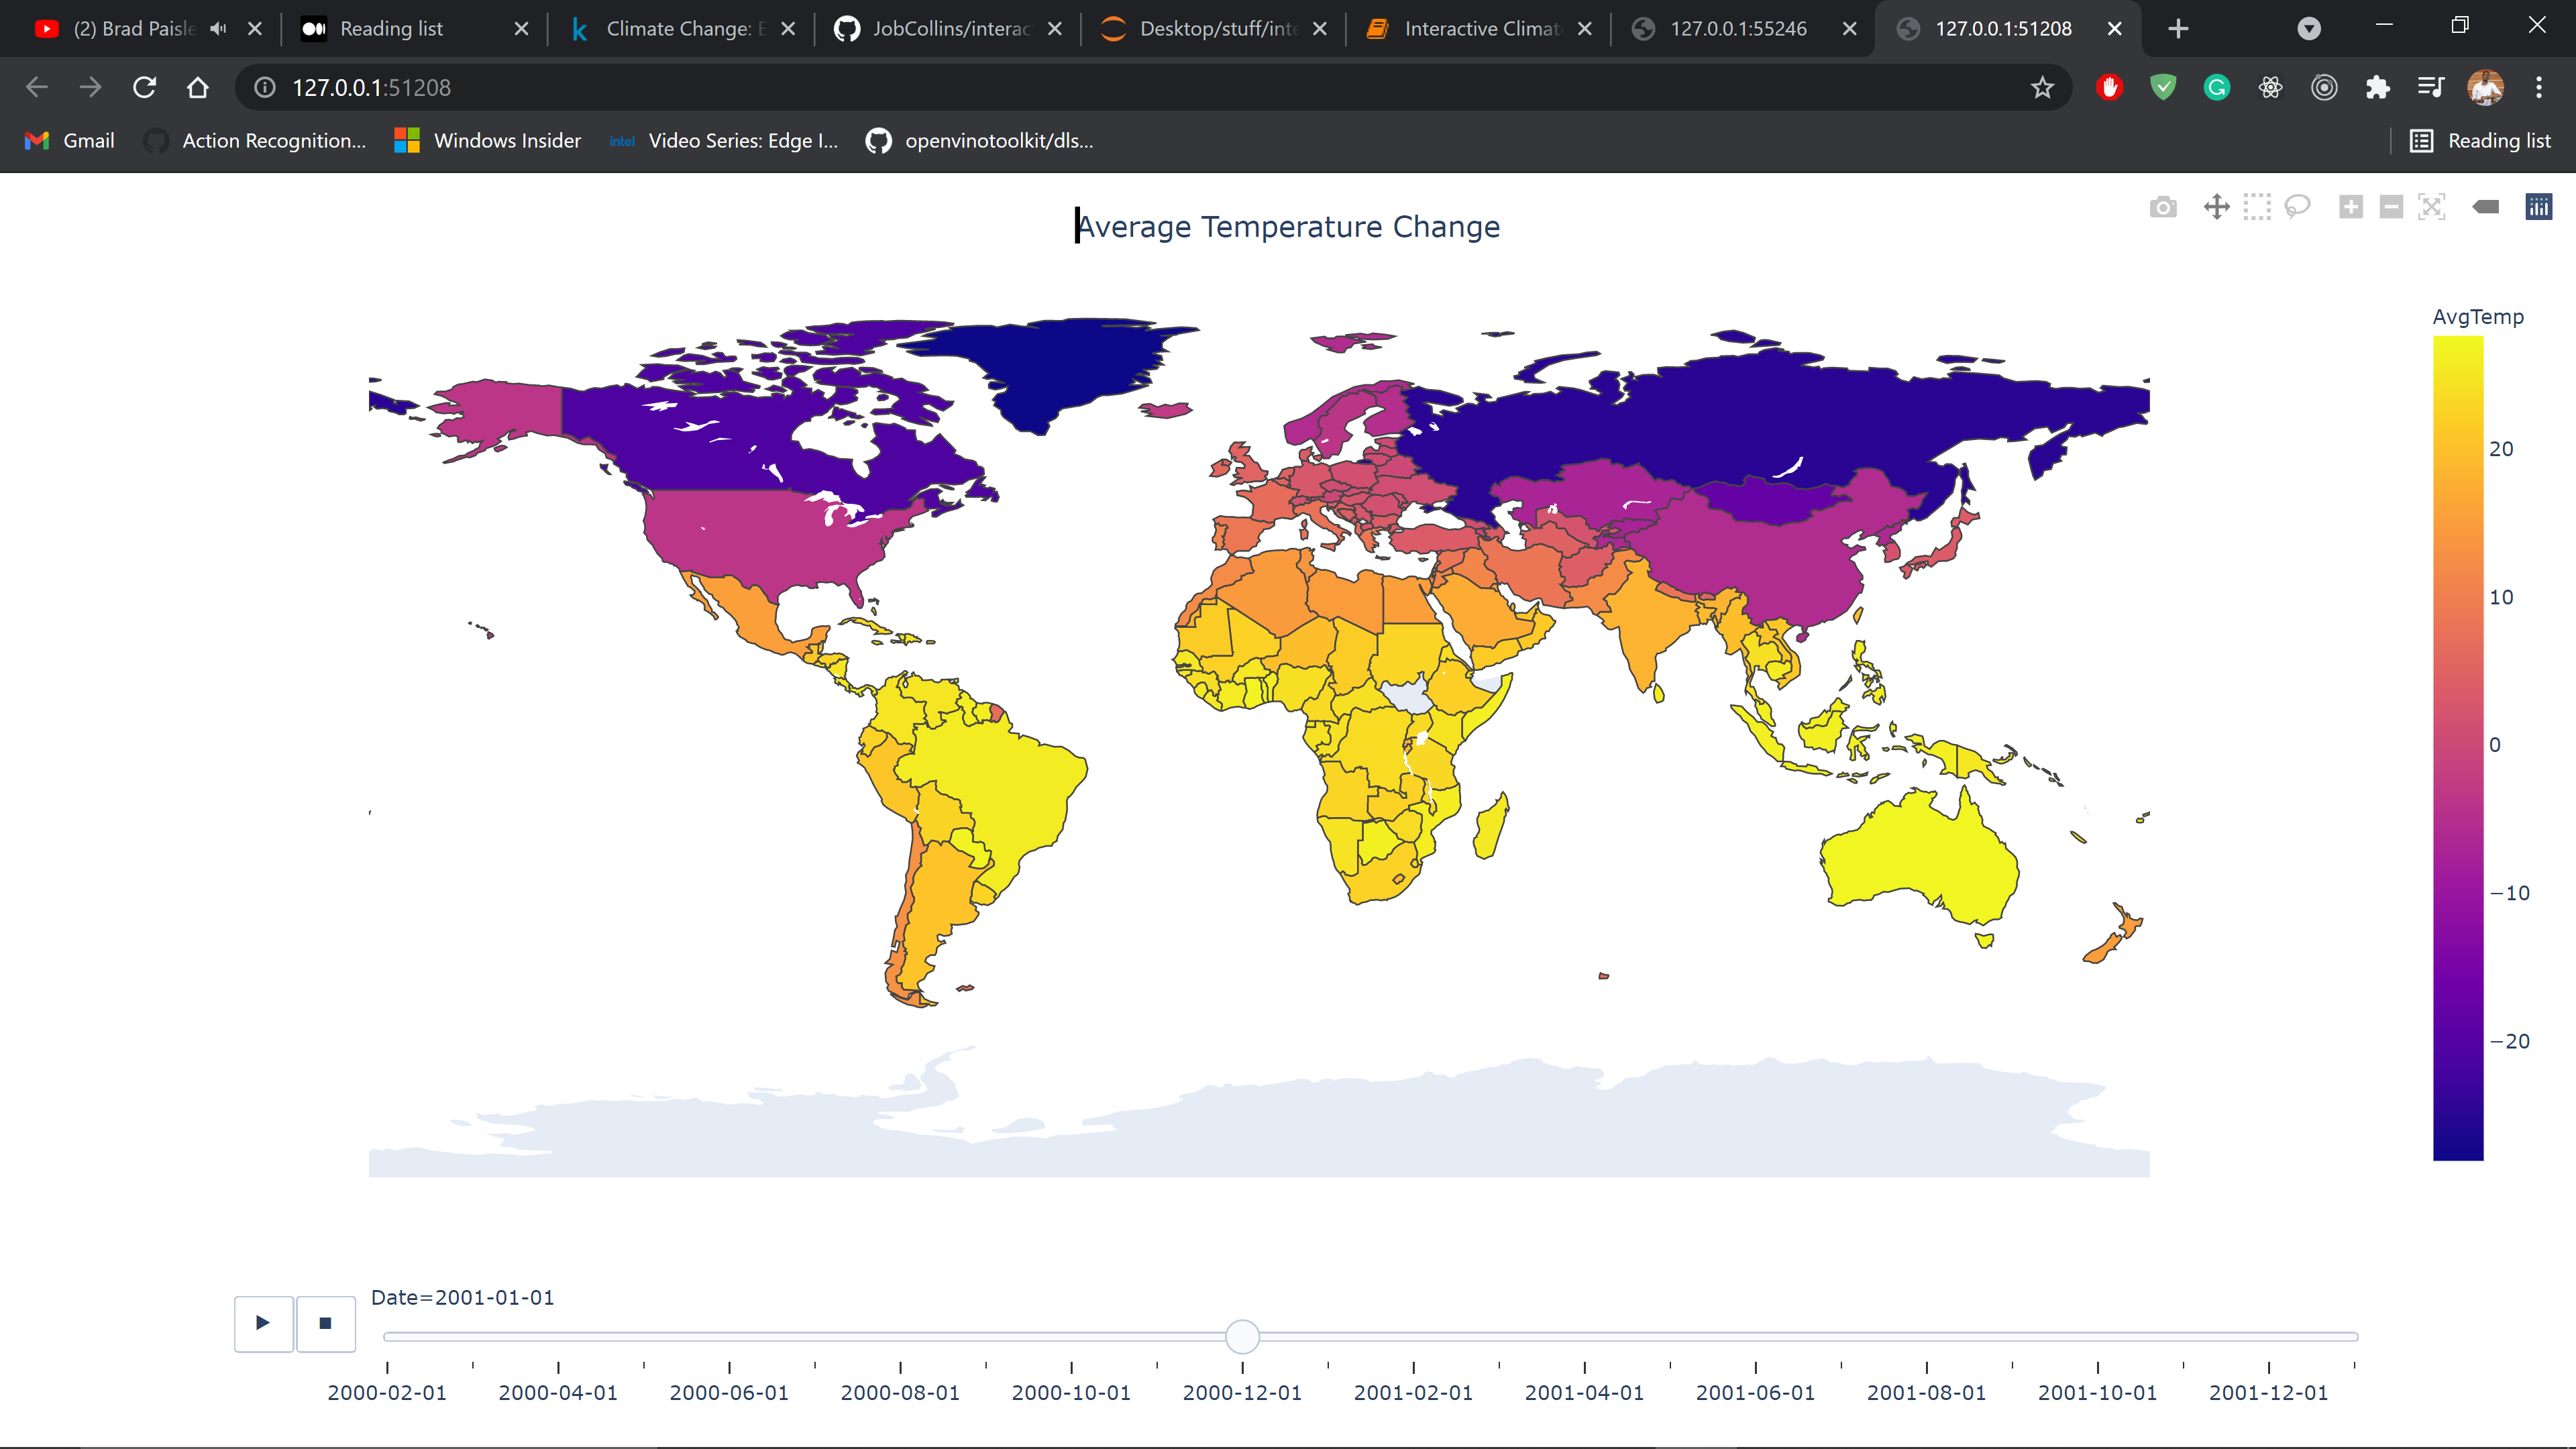 (2) Brad Paisle
Reading list
Climate Change: E
JobCollins/interac
Desktop/stuff/inte
Interactive Climat
127.0.0.1:55246
127.0.0.1:51208
127.0.0.1:51208
Gmail
Action Recognition...
Windows Insider
intel
Video Series: Edge I...
openvinotoolkit/dls...
Reading list
Average Temperature Change
AvgTemp
20
10
0
−10
−20
Date=2001-01-01
2000-02-01
2000-04-01
2000-06-01
2000-08-01
2000-10-01
2000-12-01
2001-02-01
2001-04-01
2001-06-01
2001-08-01
2001-10-01
2001-12-01